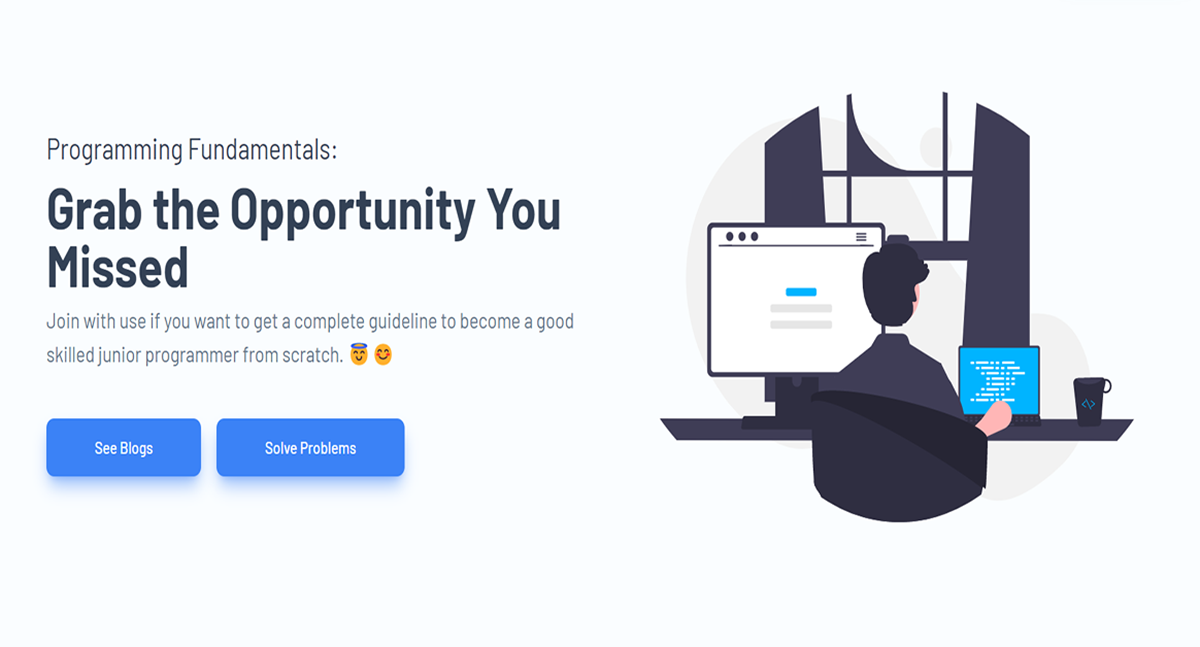 Programming Fundamentals:
Grab the Opportunity You
Missed
Join with use if you want to get a complete guideline to become a good
skilled junior programmer from scratch. 😇 😊
See Blogs
Solve Problems